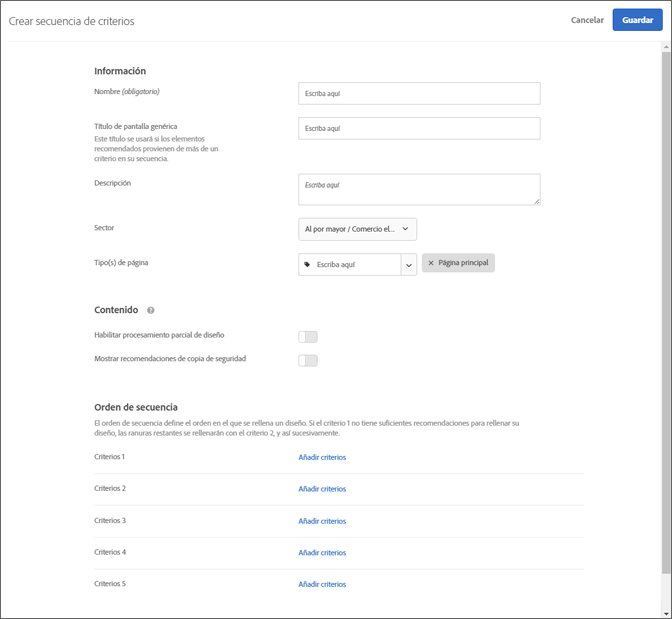 Crear secuencia de criterios
Cancelar
Guardar
Información
Nombre (obligatorio)
Escriba aquí
Título de pantalla genérica
Escriba aquí
Este título se usará si los elementos
recomendados provienen de más de un
criterio en su secuencia.
Descripción
Escriba aquí
Sector
Al por mayor / Comercio el...
Tipo(s) de página
Escriba aquí
× Página principal
Contenido ?
Habilitar procesamiento parcial de diseño
Mostrar recomendaciones de copia de seguridad
Orden de secuencia
El orden de secuencia define el orden en el que se rellena un diseño. Si el criterio 1 no tiene suficientes recomendaciones para rellenar su
diseño, las ranuras restantes se rellenarán con el criterio 2, y así sucesivamente.
Criterios 1
Añadir criterios
Criterios 2
Añadir criterios
Criterios 3
Añadir criterios
Criterios 4
Añadir criterios
Criterios 5
Añadir criterios